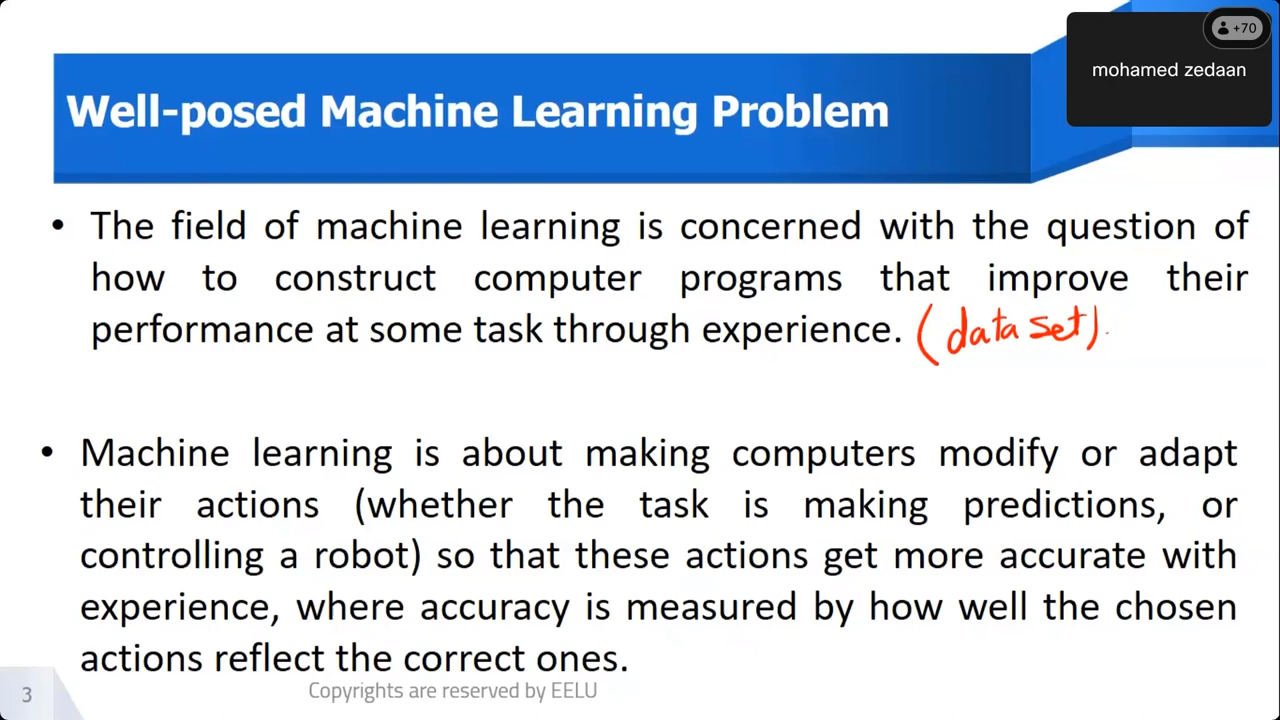 +70
mohamed zedaan
Well-posed Machine Learning Problem
• The field of machine learning is concerned with the question of
how to construct computer programs that improve their
performance at some task through experience. (data set).
• Machine learning is about making computers modify or adapt
their actions (whether the task is making predictions, or
controlling a robot) so that these actions get more accurate with
experience, where accuracy is measured by how well the chosen
actions reflect the correct ones.
3
Copyrights are reserved by EELU